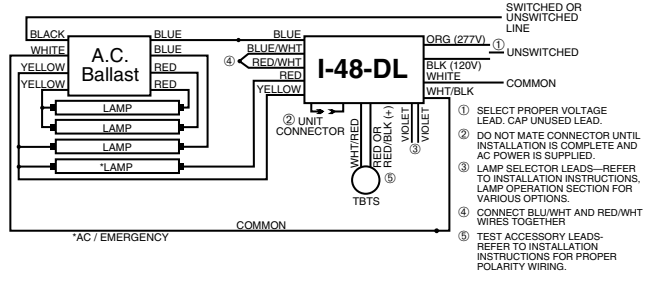 SWITCHED OR
UNSWITCHED
LINE
BLACK
BLUE
BLUE
ORG (277V)
①
UNSWITCHED
WHITE
A.C.
Ballast
BLUE
BLUE/WHT
④
RED/WHT
I-48-DL
BLK (120V)
YELLOW
RED
RED
WHITE
COMMON
YELLOW
RED
YELLOW
WHT/BLK
LAMP
LAMP
LAMP
*LAMP
② UNIT
CONNECTOR
WHT/RED
RED OR
RED/BLK (+)
VIOLET
VIOLET
③
⑤
TBTS
COMMON
*AC / EMERGENCY
① SELECT PROPER VOLTAGE
LEAD. CAP UNUSED LEAD.
② DO NOT MATE CONNECTOR UNTIL
INSTALLATION IS COMPLETE AND
AC POWER IS SUPPLIED.
③ LAMP SELECTOR LEADS—REFER
TO INSTALLATION INSTRUCTIONS,
LAMP OPERATION SECTION FOR
VARIOUS OPTIONS.
④ CONNECT BLU/WHT AND RED/WHT
WIRES TOGETHER
⑤ TEST ACCESSORY LEADS-
REFER TO INSTALLATION
INSTRUCTIONS FOR PROPER
POLARITY WIRING.